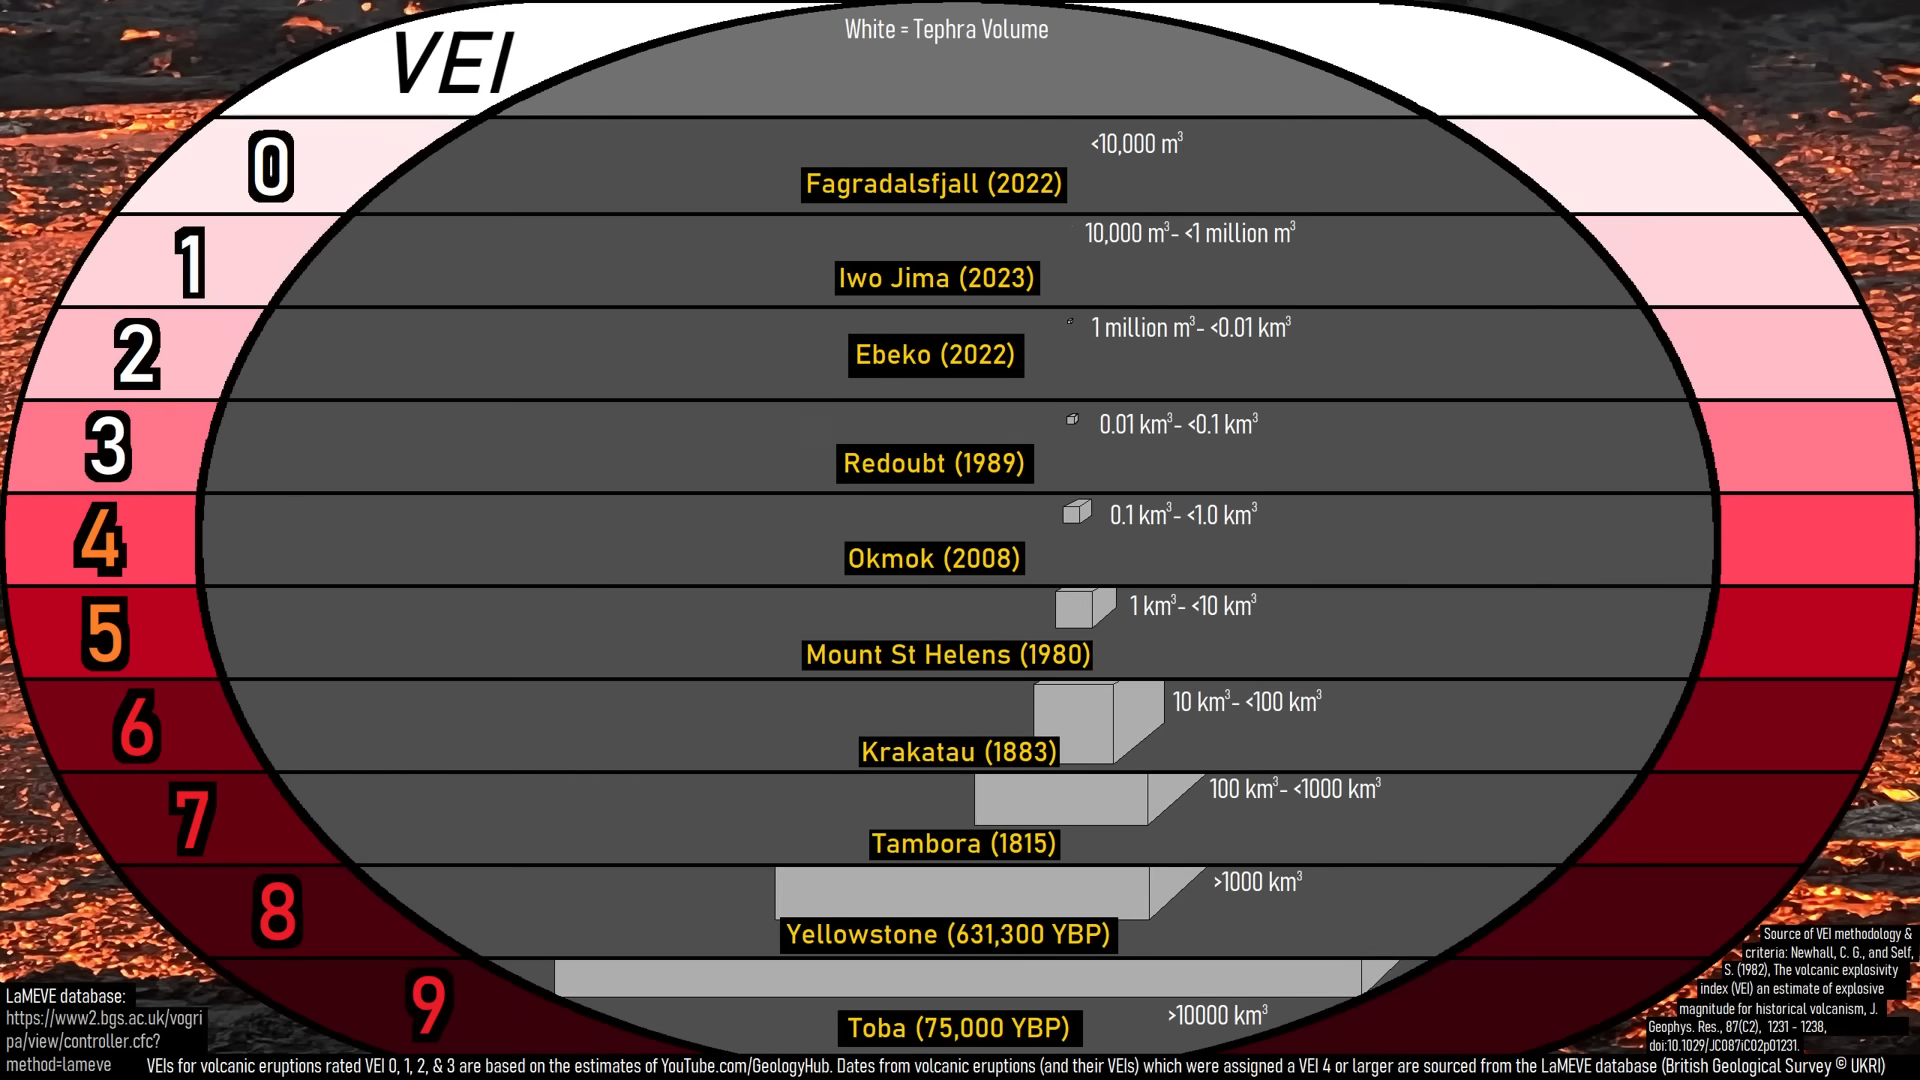 VEI
White = Tephra Volume
0
<10,000 m³
Fagradalsfjall (2022)
1
10,000 m³- <1 million m³
Iwo Jima (2023)
2
1 million m³- <0.01 km³
Ebeko (2022)
3
0.01 km³- <0.1 km³
Redoubt (1989)
4
0.1 km³- <1.0 km³
Okmok (2008)
5
1 km³- <10 km³
Mount St Helens (1980)
6
10 km³- <100 km³
Krakatau (1883)
7
100 km³- <1000 km³
Tambora (1815)
8
>1000 km³
Yellowstone (631,300 YBP)
9
>10000 km³
Toba (75,000 YBP)
Source of VEI methodology &
criteria: Newhall, C. G., and Self,
S. (1982), The volcanic explosivity
index (VEI) an estimate of explosive
magnitude for historical volcanism, J.
Geophys. Res., 87(C2), 1231 - 1238,
doi:10.1029/JC087iC02p01231.
LaMEVE database:
https://www2.bgs.ac.uk/vogri
pa/view/controller.cfc?
method=lameve
VEIs for volcanic eruptions rated VEI 0, 1, 2, & 3 are based on the estimates of YouTube.com/GeologyHub. Dates from volcanic eruptions (and their VEIs) which were assigned a VEI 4 or larger are sourced from the LaMEVE database (British Geological Survey © UKRI)